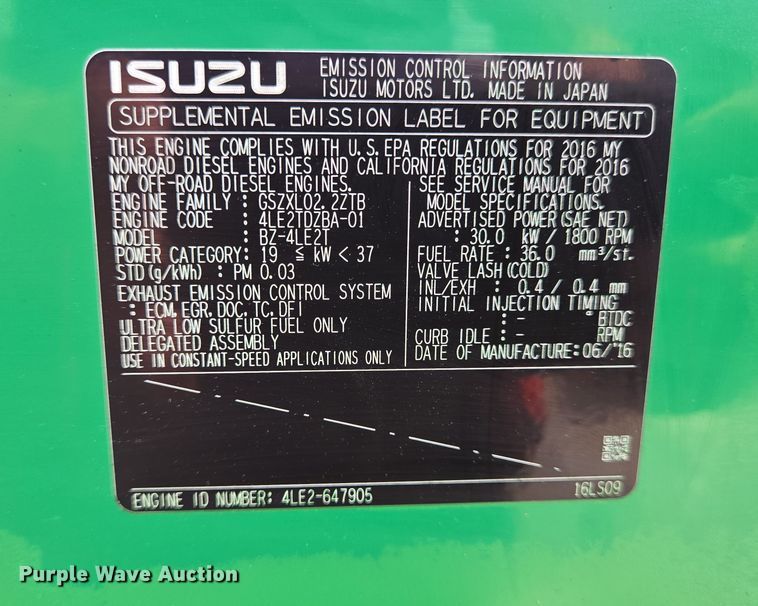 ISUZU EMISSION CONTROL INFORMATION
ISUZU MOTORS LTD. MADE IN JAPAN
SUPPLEMENTAL EMISSION LABEL FOR EQUIPMENT
THIS ENGINE COMPLIES WITH U.S.EPA REGULATIONS FOR 2016 MY
NONROAD DIESEL ENGINES AND CALIFORNIA REGULATIONS FOR 2016
MY OFF-ROAD DIESEL ENGINES.
ENGINE FAMILY : GSZXL02.2ZTB
ENGINE CODE : 4LE2TDZBA-01
MODEL : BZ-4LE2T
POWER CATEGORY: 19 ≦ kW < 37
STD(g/kWh) : PM 0.03
EXHAUST EMISSION CONTROL SYSTEM
: ECM,EGR,DOC,TC,DFI
ULTRA LOW SULFUR FUEL ONLY
DELEGATED ASSEMBLY
USE IN CONSTANT-SPEED APPLICATIONS ONLY
SEE SERVICE MANUAL FOR
MODEL SPECIFICATIONS.
ADVERTISED POWER(SAE NET)
: 30.0 kW / 1800 RPM
FUEL RATE : 36.0 mm³/st.
VALVE LASH(COLD)
INL/EXH : 0.4 / 0.4 mm
INITIAL INJECTION TIMING
: - ° BTDC
CURB IDLE : - RPM
DATE OF MANUFACTURE: 06/'16
ENGINE ID NUMBER: 4LE2-647905
16LS09
Purple Wave Auction